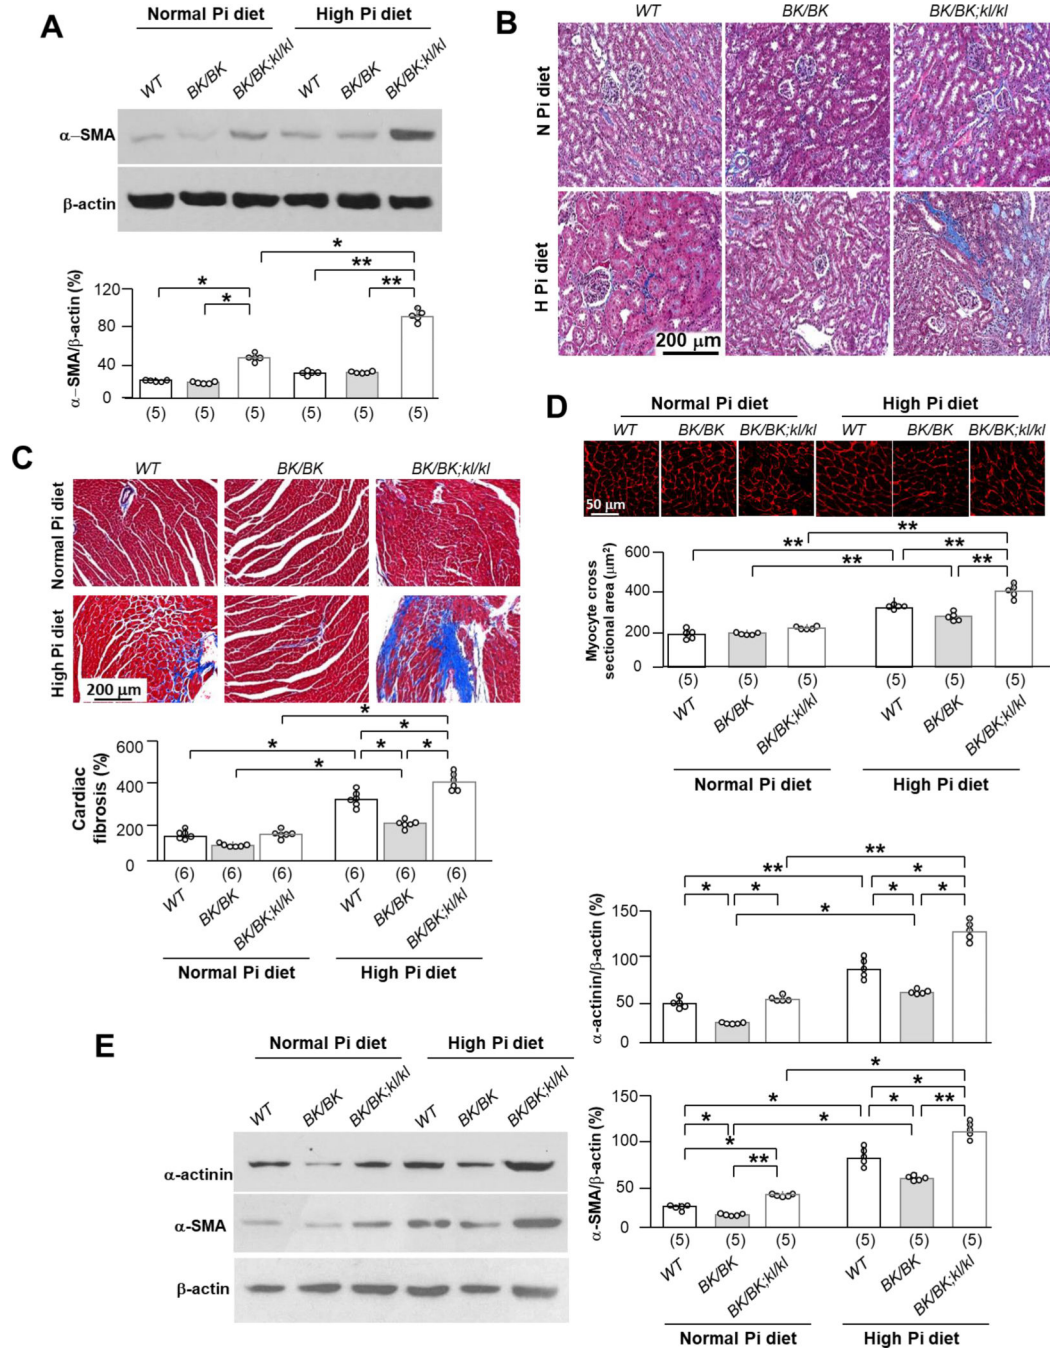 A
Normal Pi diet High Pi diet
WT BK/BK BK/BK;kl/kl WT BK/BK BK/BK;kl/kl
α–SMA
β-actin
* ** ** * *
α–SMA/β-actin (%)
120
80
40
0
(5) (5) (5) (5) (5) (5)
B
WT BK/BK BK/BK;kl/kl
N Pi diet
H Pi diet
200 μm
C
WT BK/BK BK/BK;kl/kl
Normal Pi diet
High Pi diet
200 μm
* * * * * *
Cardiac
fibrosis (%)
600
400
200
0
(6) (6) (6) (6) (6) (6)
WT BK/BK BK/BK;kl/kl WT BK/BK BK/BK;kl/kl
Normal Pi diet High Pi diet
D
Normal Pi diet High Pi diet
WT BK/BK BK/BK;kl/kl WT BK/BK BK/BK;kl/kl
50 μm
** ** ** ** **
Myocyte cross
sectional area (μm²)
600
400
200
0
(5) (5) (5) (5) (5) (5)
WT BK/BK BK/BK;kl/kl WT BK/BK BK/BK;kl/kl
Normal Pi diet High Pi diet
E
Normal Pi diet High Pi diet
WT BK/BK BK/BK;kl/kl WT BK/BK BK/BK;kl/kl
α-actinin
α-SMA
β-actin
** ** * * * * * *
α-actinin/β-actin (%)
150
100
50
0
* * * * * ** * * **
α-SMA/β-actin (%)
100
50
0
(5) (5) (5) (5) (5) (5)
WT BK/BK BK/BK;kl/kl WT BK/BK BK/BK;kl/kl
Normal Pi diet High Pi diet